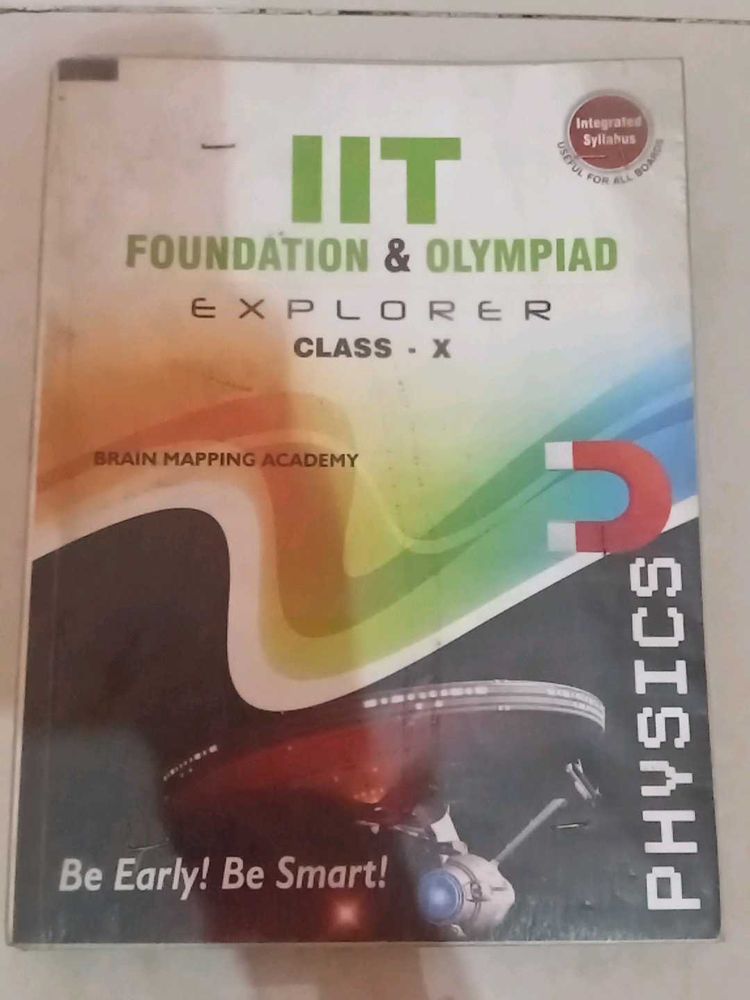 Integrated
Syllabus
USEFUL FOR ALL BOARDS
IIT
FOUNDATION & OLYMPIAD
EXPLORER
CLASS - X
BRAIN MAPPING ACADEMY
PHYSICS
Be Early! Be Smart!